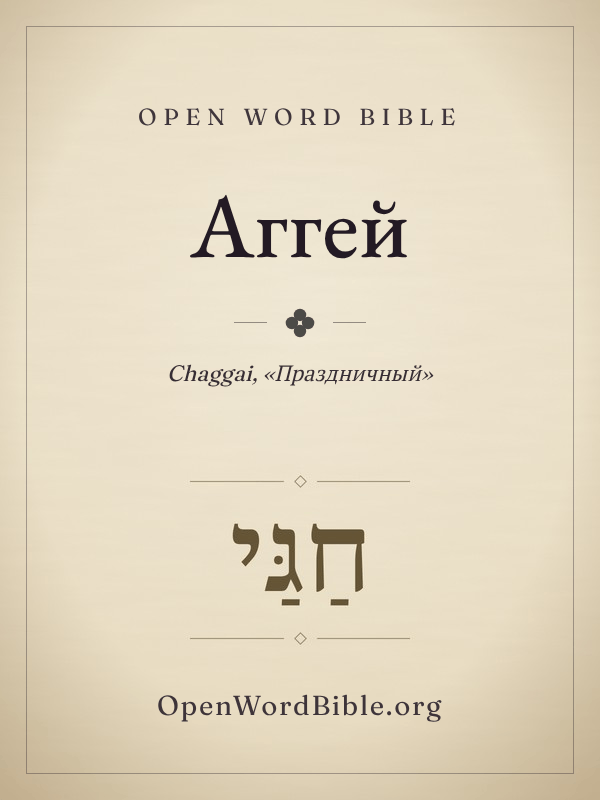 OPEN WORD BIBLE
Аггей
Chaggai, «Праздничный»
חַגַּי
OpenWordBible.org